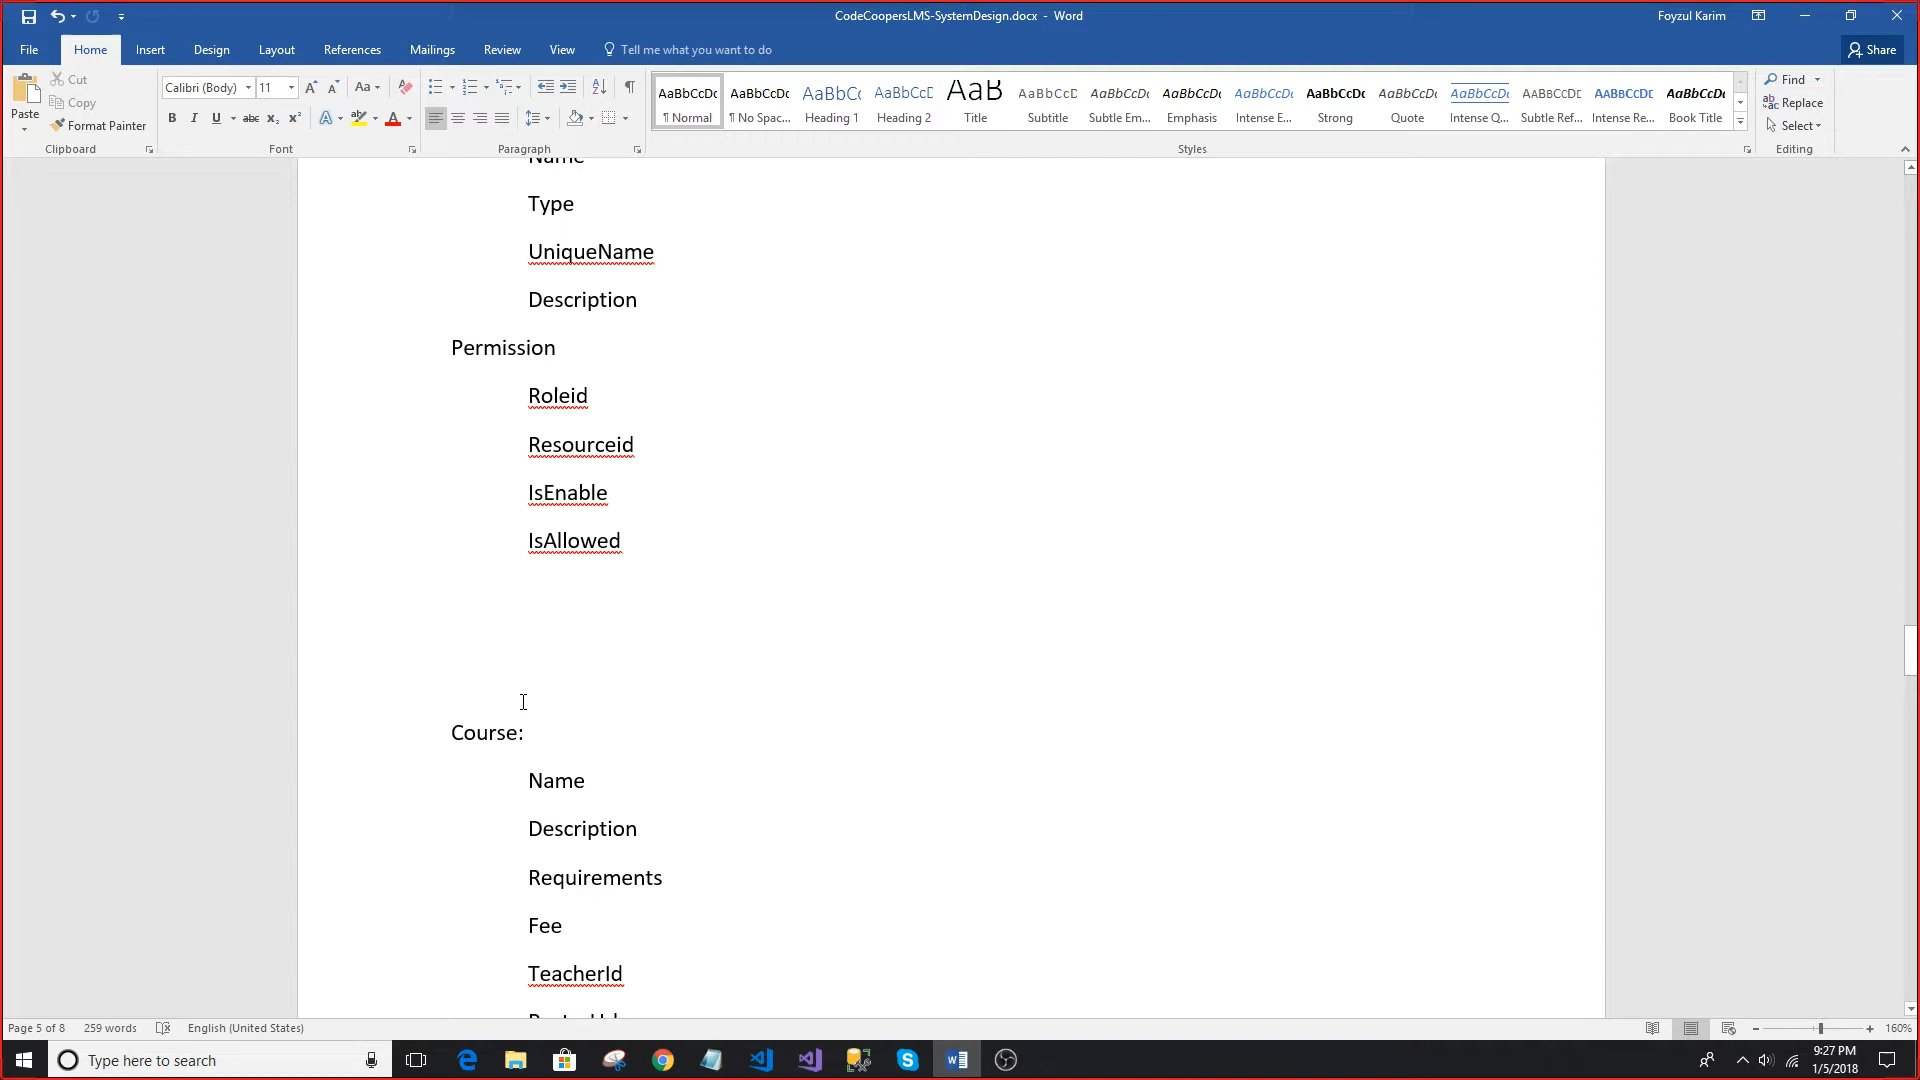 CodeCoopersLMS-SystemDesign.docx - Word
Foyzul Karim
File Home Insert Design Layout References Mailings Review View Tell me what you want to do Share
Paste
Cut
Copy
Format Painter
Clipboard
Calibri (Body) 11
Font
Paragraph
AaBbCcDc AaBbCcDc AaBbCc AaBbCcD AaB AaBbCcD AaBbCcDc AaBbCcDc AaBbCcDc AaBbCcDc AaBbCcDc AaBbCcDc AABBCCDD AABBCCDD AaBbCcDc
¶ Normal ¶ No Spac... Heading 1 Heading 2 Title Subtitle Subtle Em... Emphasis Intense E... Strong Quote Intense Q... Subtle Ref... Intense Re... Book Title
Styles
Find
Replace
Select
Editing
Name
Type
UniqueName
Description
Permission
Roleid
Resourceid
IsEnable
IsAllowed
Course:
Name
Description
Requirements
Fee
TeacherId
Page 5 of 8 259 words English (United States) 160%
Type here to search
9:27 PM
1/5/2018